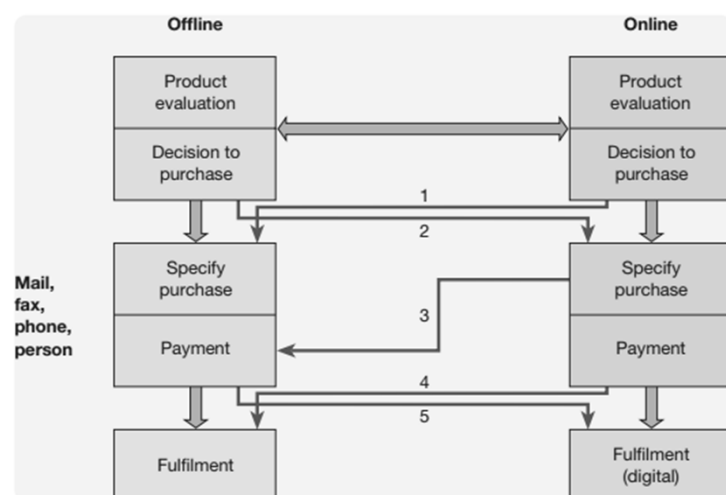 Offline
Online
Product
evaluation
Product
evaluation
Decision to
purchase
Decision to
purchase
1
2
Mail,
fax,
phone,
person
Specify
purchase
Specify
purchase
3
Payment
Payment
4
5
Fulfilment
Fulfilment
(digital)